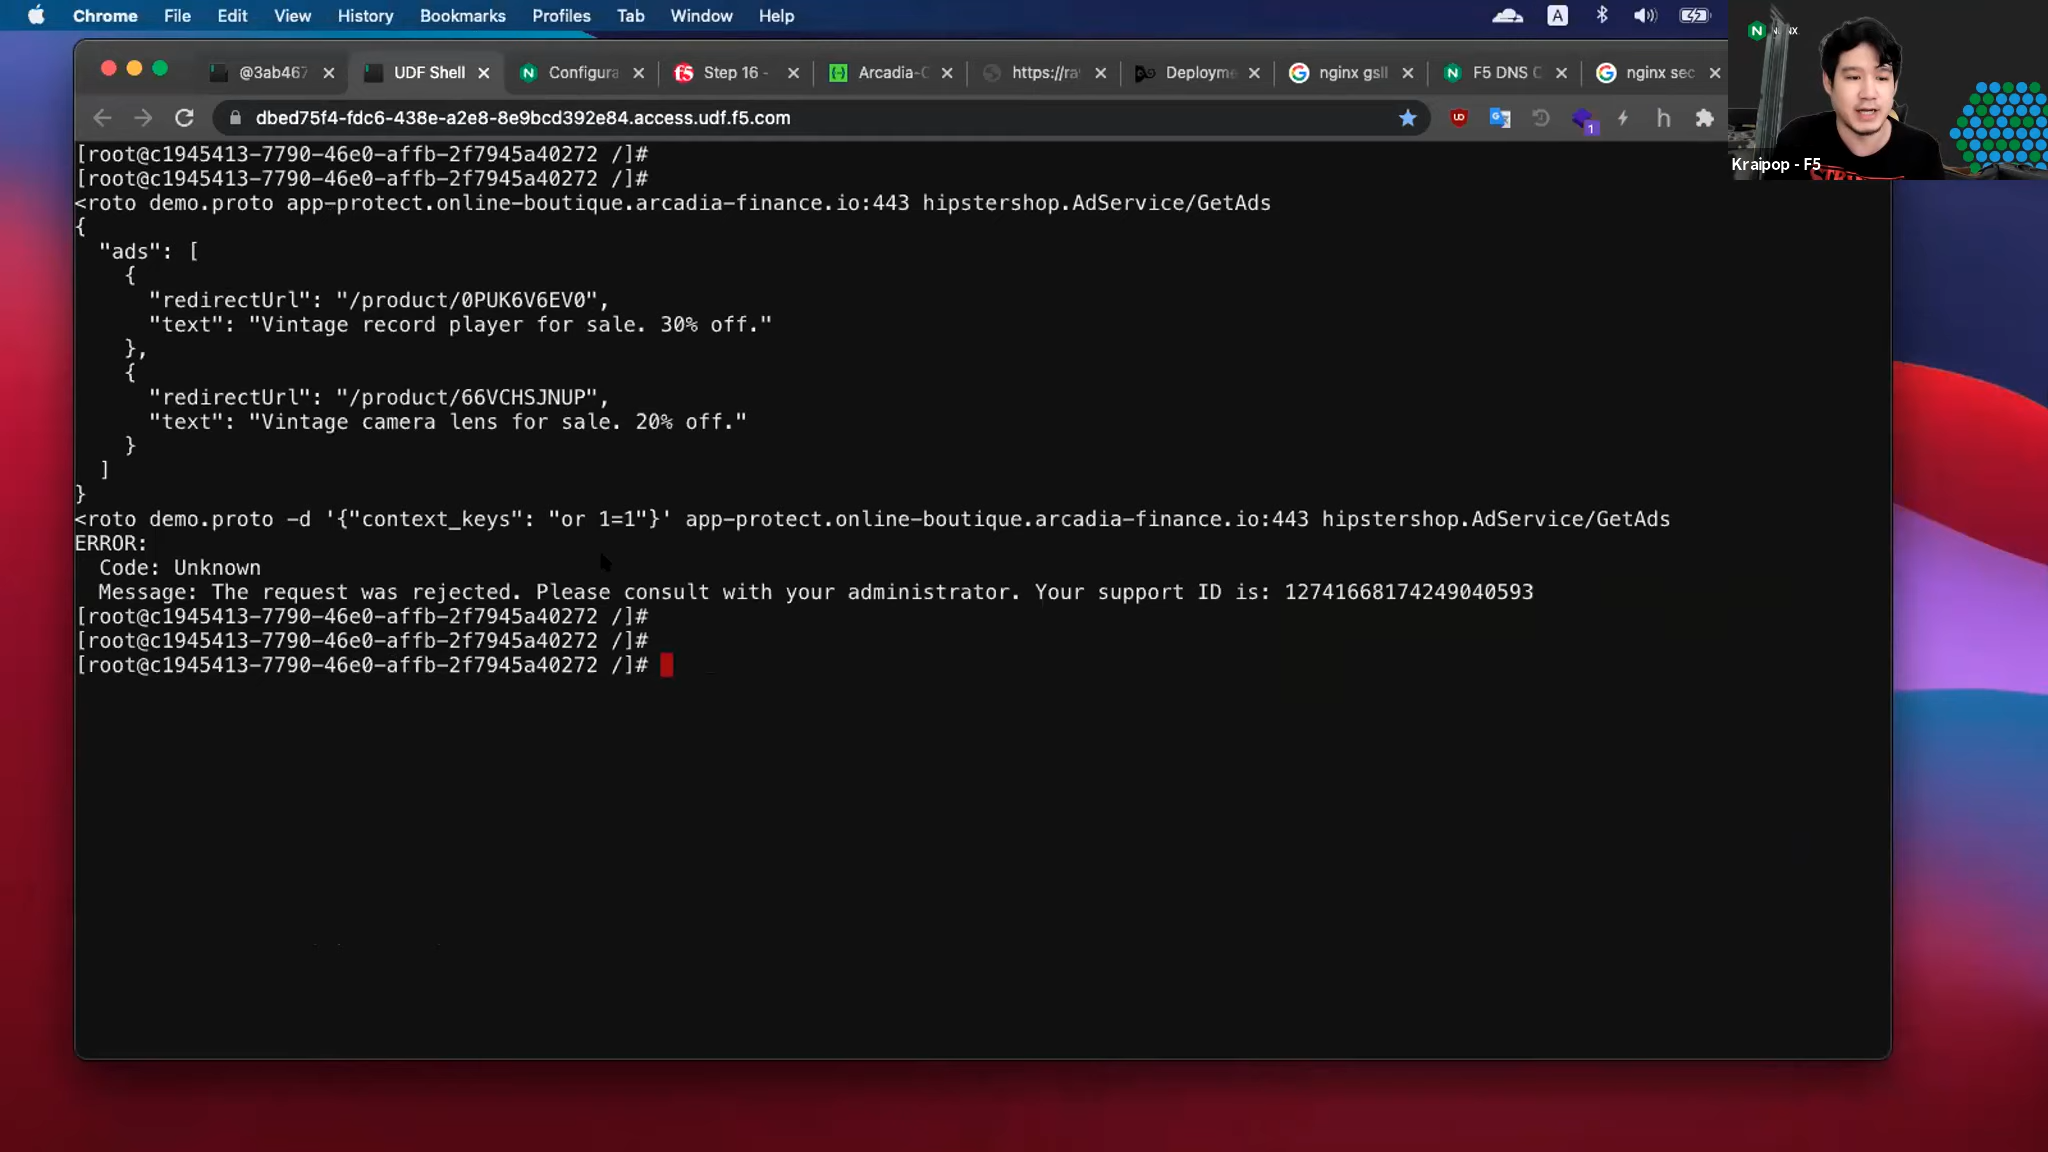 Chrome File Edit View History Bookmarks Profiles Tab Window Help
A
@3ab467 UDF Shell Configura Step 16 - Arcadia-C https://ra Deployme nginx gsll F5 DNS C nginx sec
dbed75f4-fdc6-438e-a2e8-8e9bcd392e84.access.udf.f5.com
1
h
Kraipop - F5
[root@c1945413-7790-46e0-affb-2f7945a40272 /]#
[root@c1945413-7790-46e0-affb-2f7945a40272 /]#
<roto demo.proto app-protect.online-boutique.arcadia-finance.io:443 hipstershop.AdService/GetAds
{
"ads": [
{
"redirectUrl": "/product/0PUK6V6EV0",
"text": "Vintage record player for sale. 30% off."
},
{
"redirectUrl": "/product/66VCHSJNUP",
"text": "Vintage camera lens for sale. 20% off."
}
]
}
<roto demo.proto -d '{"context_keys": "or 1=1"}' app-protect.online-boutique.arcadia-finance.io:443 hipstershop.AdService/GetAds
ERROR:
Code: Unknown
Message: The request was rejected. Please consult with your administrator. Your support ID is: 12741668174249040593
[root@c1945413-7790-46e0-affb-2f7945a40272 /]#
[root@c1945413-7790-46e0-affb-2f7945a40272 /]#
[root@c1945413-7790-46e0-affb-2f7945a40272 /]#